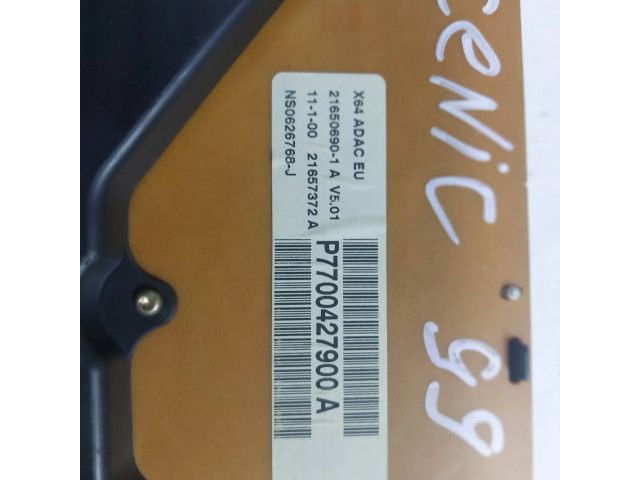 X64 ADAC EU
21650690-1 A V5.01
11-1-00 21657372 A
NS0626768-J
P7700427900 A
CeNiC
99